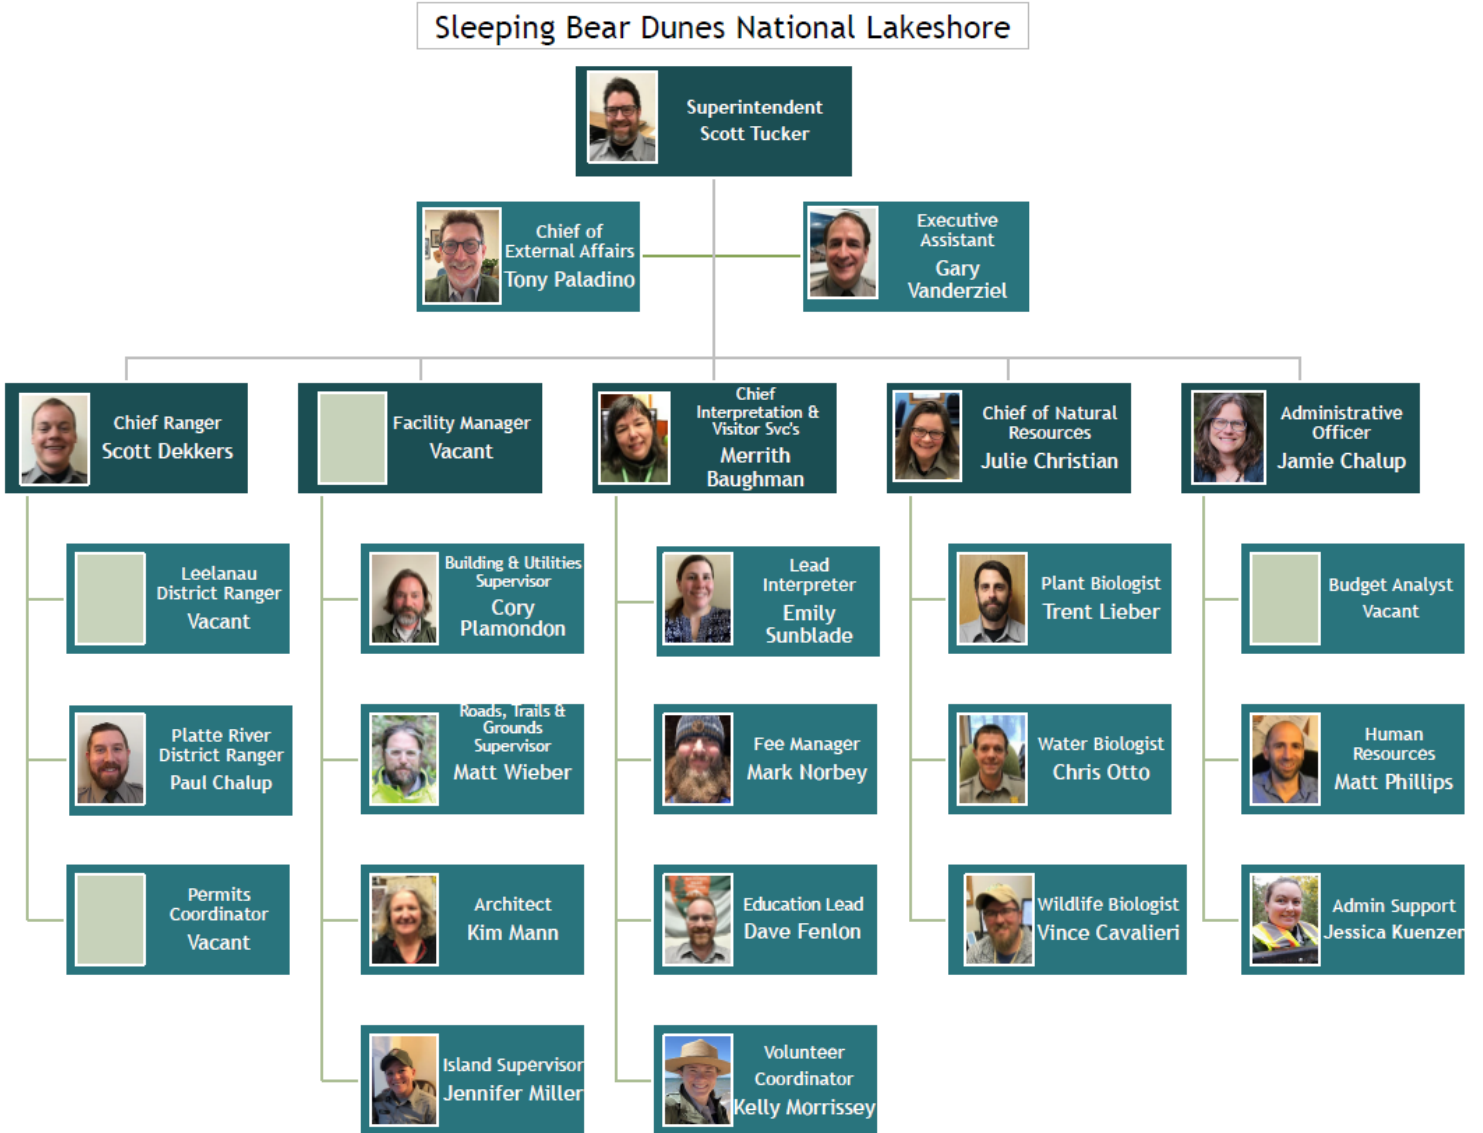 Sleeping Bear Dunes National Lakeshore
Superintendent
Scott Tucker
Chief of
External Affairs
Tony Paladino
Executive
Assistant
Gary
Vanderziel
Chief Ranger
Scott Dekkers
Facility Manager
Vacant
Chief
Interpretation &
Visitor Svc's
Merrith
Baughman
Chief of Natural
Resources
Julie Christian
Administrative
Officer
Jamie Chalup
Leelanau
District Ranger
Vacant
Building & Utilities
Supervisor
Cory
Plamondon
Lead
Interpreter
Emily
Sunblade
Plant Biologist
Trent Lieber
Budget Analyst
Vacant
Platte River
District Ranger
Paul Chalup
Roads, Trails &
Grounds
Supervisor
Matt Wieber
Fee Manager
Mark Norbey
Water Biologist
Chris Otto
Human
Resources
Matt Phillips
Permits
Coordinator
Vacant
Architect
Kim Mann
Education Lead
Dave Fenlon
Wildlife Biologist
Vince Cavalieri
Admin Support
Jessica Kuenzer
Island Supervisor
Jennifer Miller
Volunteer
Coordinator
Kelly Morrissey